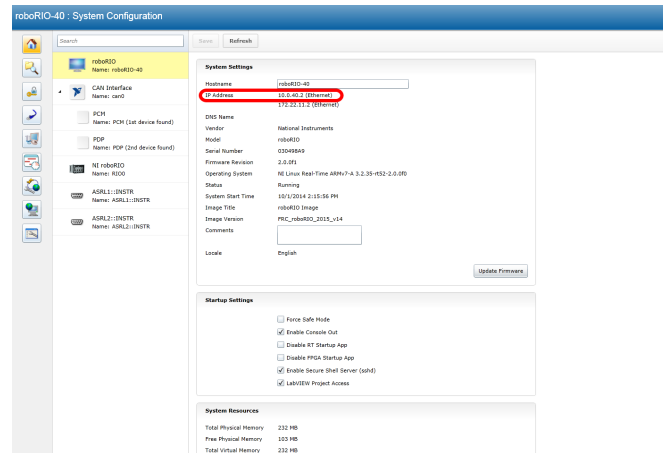 roboRIO-40 : System Configuration
Search
Save Refresh
roboRIO
Name: roboRIO-40
CAN Interface
Name: can0
PCM
Name: PCM (1st device found)
PDP
Name: PDP (2nd device found)
NI roboRIO
Name: RIO0
ASRL1::INSTR
Name: ASRL1::INSTR
ASRL2::INSTR
Name: ASRL2::INSTR
System Settings
Hostname roboRIO-40
IP Address 10.0.40.2 (Ethernet)
172.22.11.2 (Ethernet)
DNS Name
Vendor National Instruments
Model roboRIO
Serial Number 030498A9
Firmware Revision 2.0.0f1
Operating System NI Linux Real-Time ARMv7-A 3.2.35-rt52-2.0.0f0
Status Running
System Start Time 10/1/2014 2:15:56 PM
Image Title roboRIO Image
Image Version FRC_roboRIO_2015_v14
Comments
Locale English
Update Firmware
Startup Settings
Force Safe Mode
Enable Console Out
Disable RT Startup App
Disable FPGA Startup App
Enable Secure Shell Server (sshd)
LabVIEW Project Access
System Resources
Total Physical Memory 232 MB
Free Physical Memory 103 MB
Total Virtual Memory 232 MB